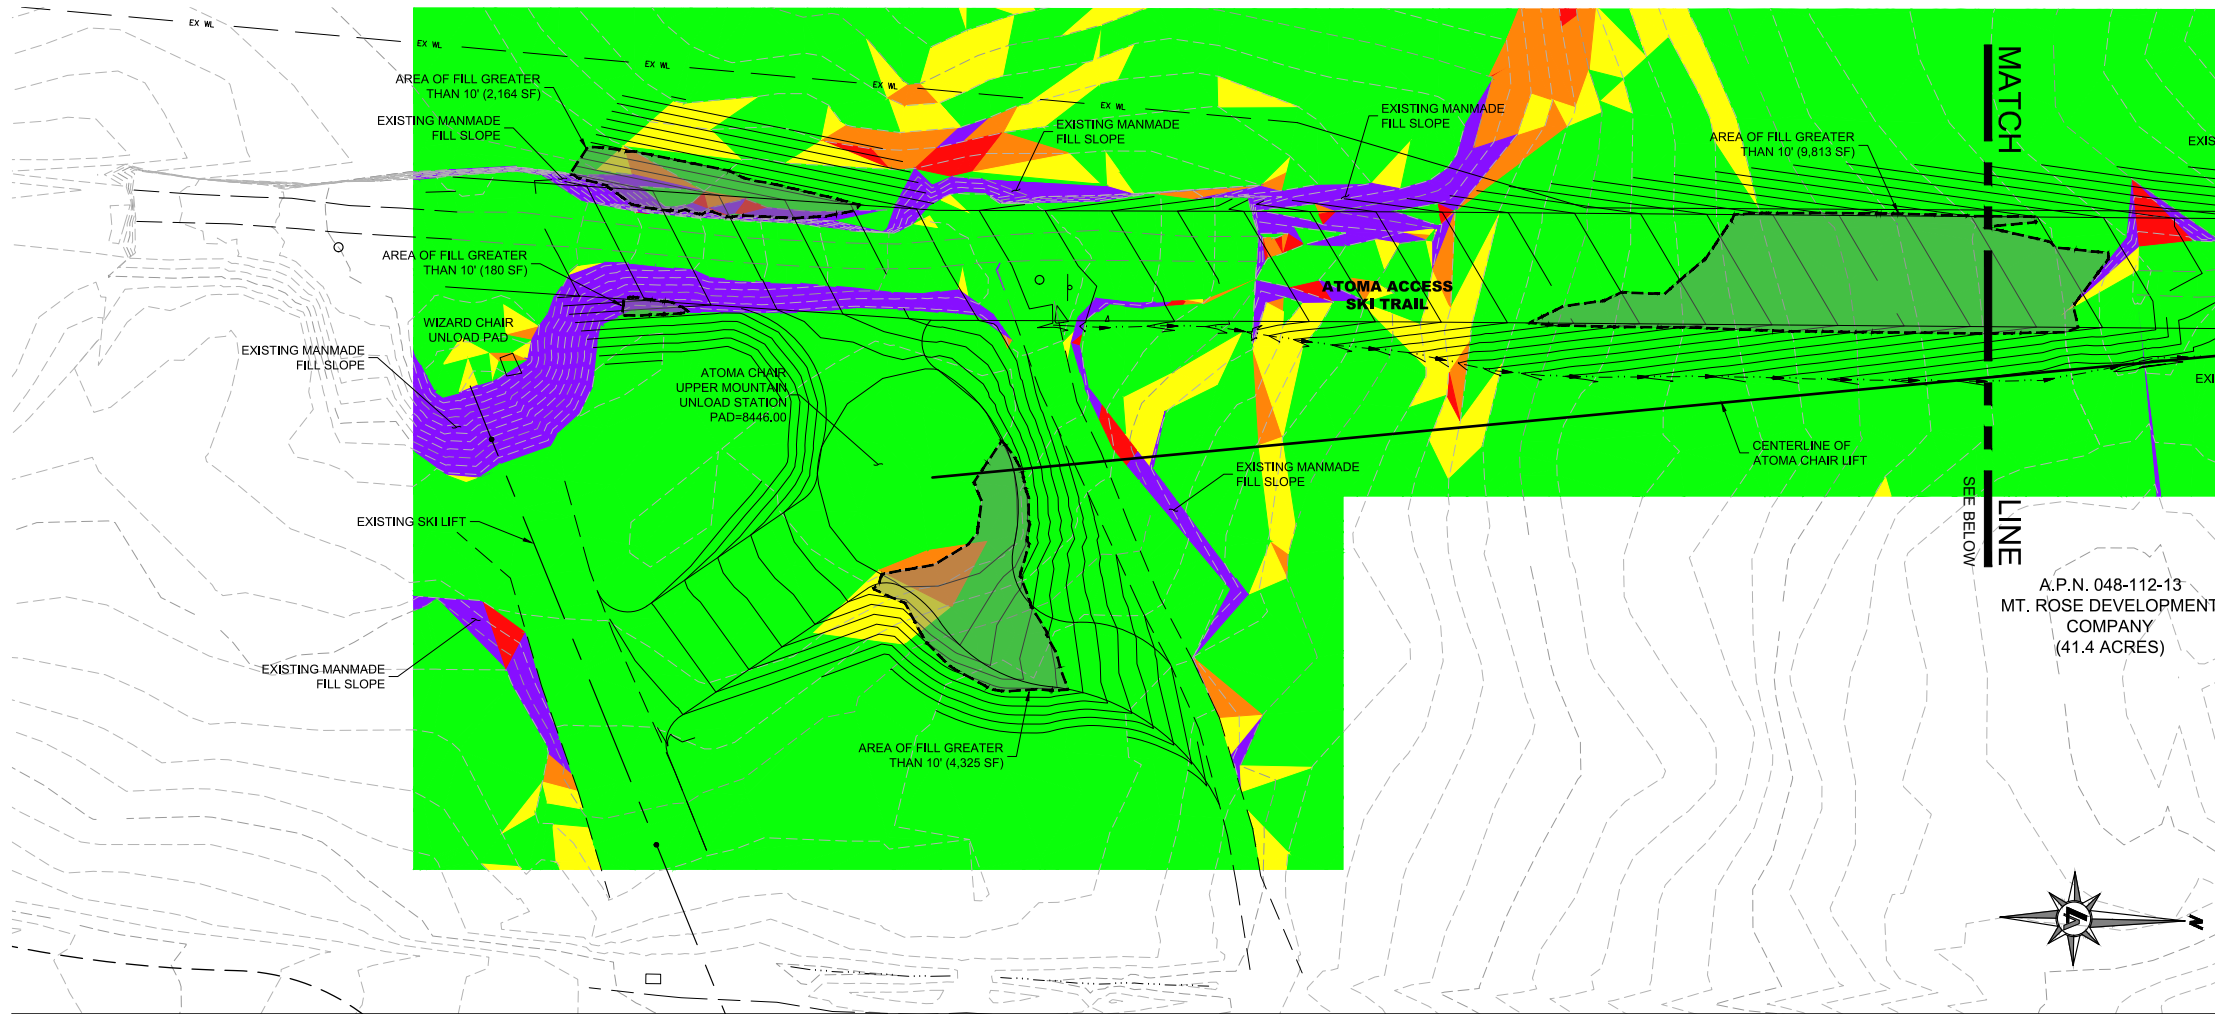 EX WL
EX WL
EX WL
EX WL
EX WL
AREA OF FILL GREATER
THAN 10' (2,164 SF)
EXISTING MANMADE
FILL SLOPE
EXISTING MANMADE
FILL SLOPE
EXISTING MANMADE
FILL SLOPE
AREA OF FILL GREATER
THAN 10' (9,813 SF)
MATCH
EXIS
AREA OF FILL GREATER
THAN 10' (180 SF)
WIZARD CHAIR
UNLOAD PAD
EXISTING MANMADE
FILL SLOPE
ATOMA ACCESS
SKI TRAIL
ATOMA CHAIR
UPPER MOUNTAIN
UNLOAD STATION
PAD=8446.00
EXI
CENTERLINE OF
ATOMA CHAIR LIFT
EXISTING MANMADE
FILL SLOPE
EXISTING SKI LIFT
LINE
SEE BELOW
A.P.N. 048-112-13
MT. ROSE DEVELOPMENT
COMPANY
(41.4 ACRES)
EXISTING MANMADE
FILL SLOPE
AREA OF FILL GREATER
THAN 10' (4,325 SF)
N